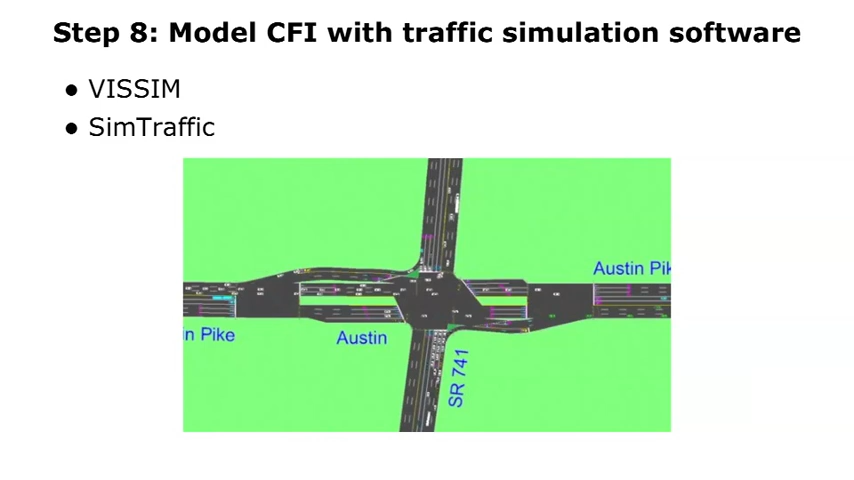 Step 8: Model CFI with traffic simulation software
● VISSIM
● SimTraffic
Austin Pik
n Pike
Austin
SR 741